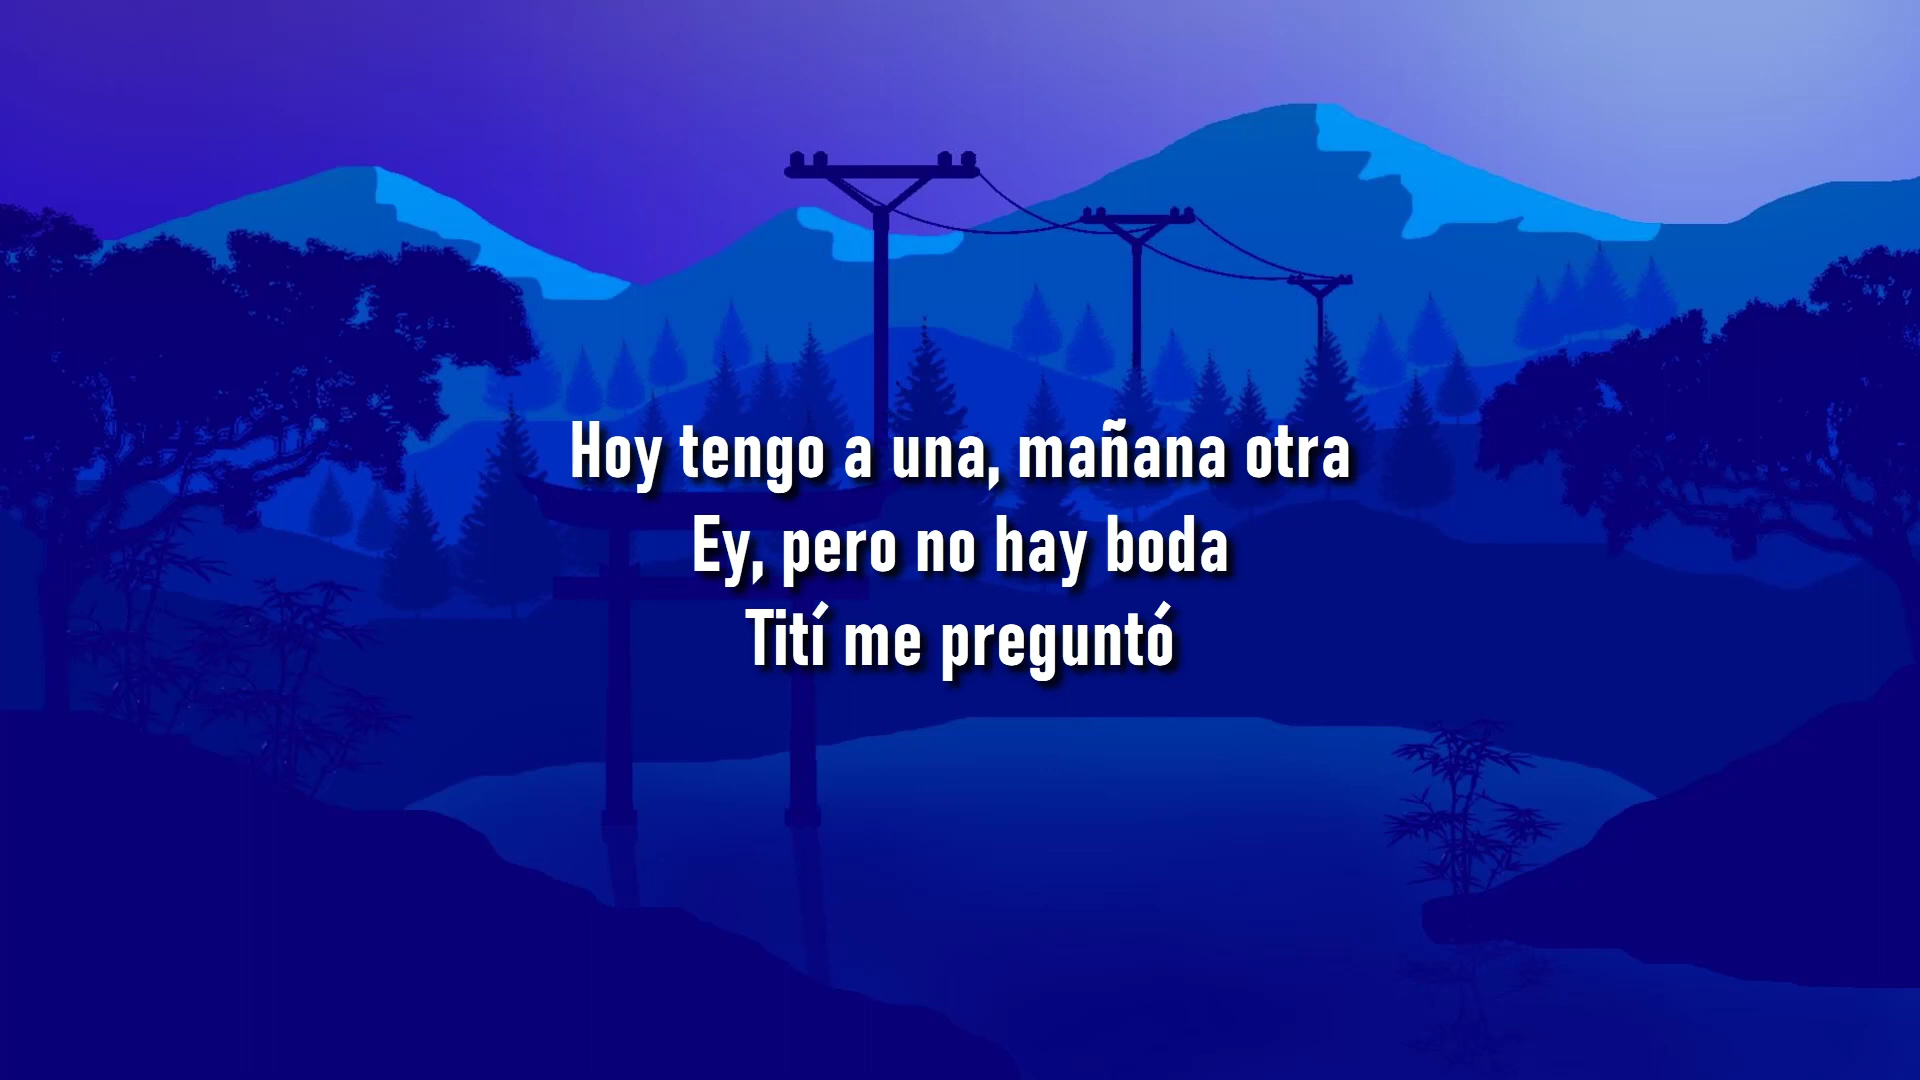 Hoy tengo a una, mañana otra
Ey, pero no hay boda
Tití me preguntó